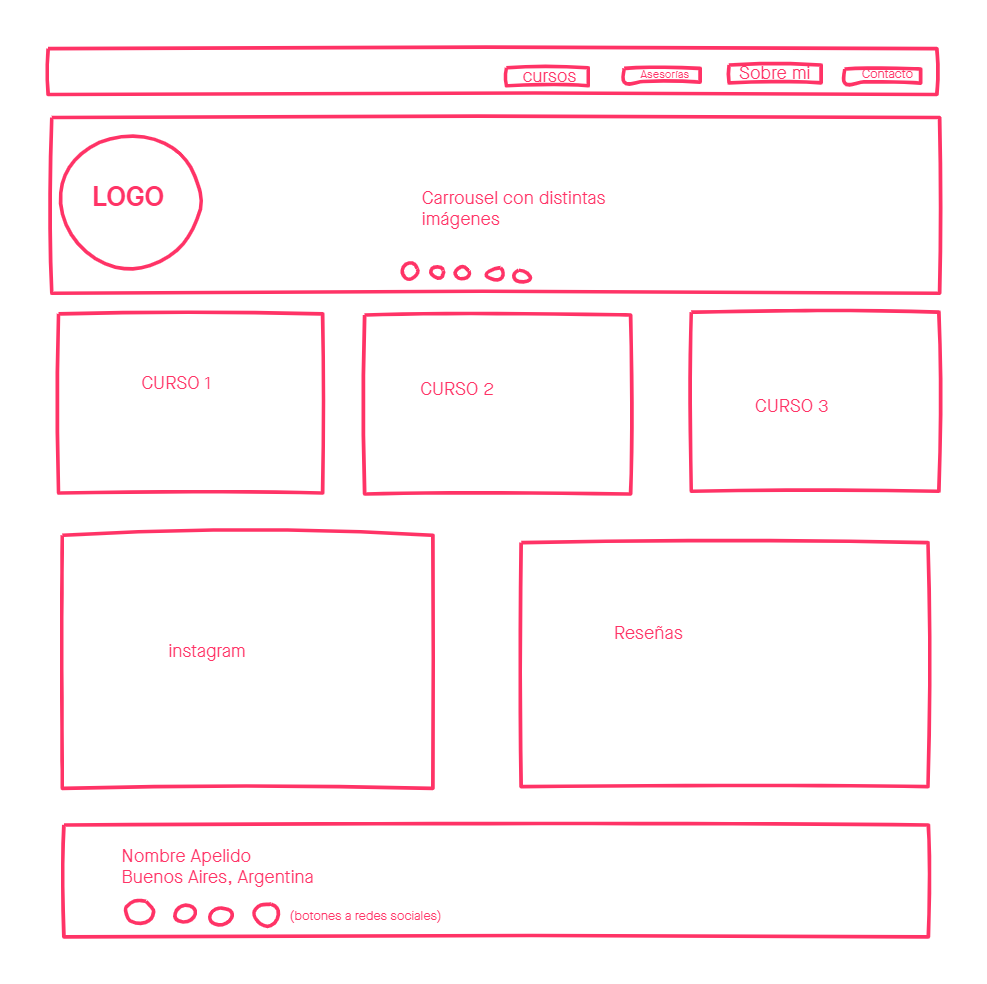 cursos
Asesorías
Sobre mi
Contacto
LOGO
Carrousel con distintas
imágenes
CURSO 1
CURSO 2
CURSO 3
instagram
Reseñas
Nombre Apelido
Buenos Aires, Argentina
(botones a redes sociales)